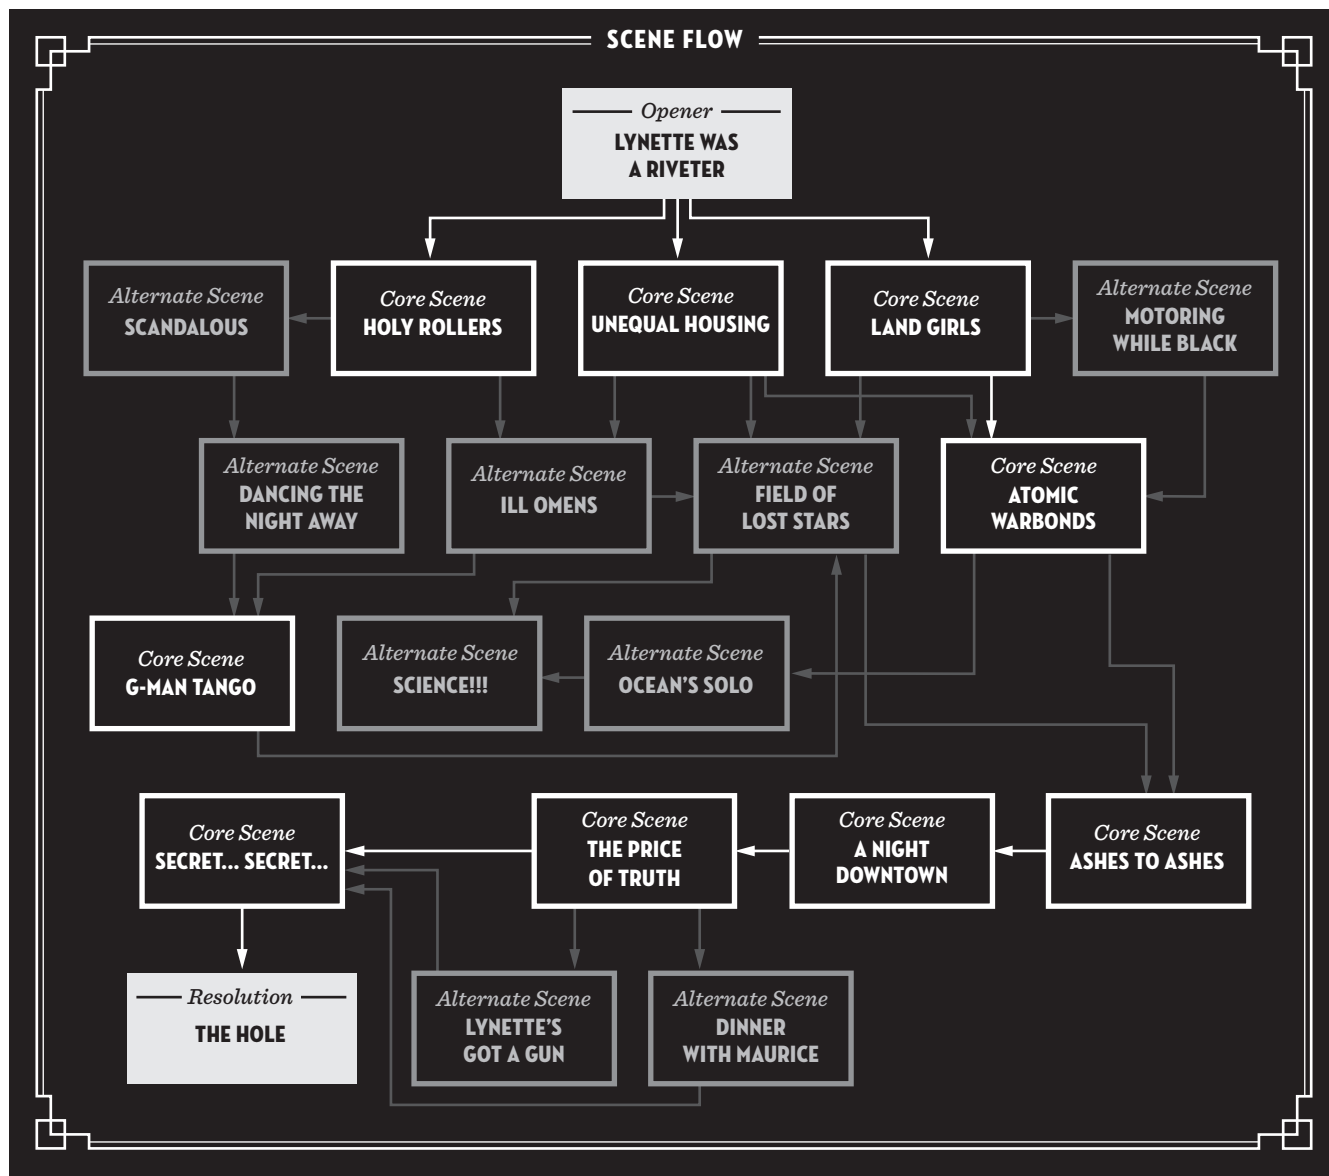 SCENE FLOW
Opener
LYNETTE WAS
A RIVETER
Alternate Scene
SCANDALOUS
Core Scene
HOLY ROLLERS
Core Scene
UNEQUAL HOUSING
Core Scene
LAND GIRLS
Alternate Scene
MOTORING
WHILE BLACK
Alternate Scene
DANCING THE
NIGHT AWAY
Alternate Scene
ILL OMENS
Alternate Scene
FIELD OF
LOST STARS
Core Scene
ATOMIC
WARBONDS
Core Scene
G-MAN TANGO
Alternate Scene
SCIENCE!!!
Alternate Scene
OCEAN'S SOLO
Core Scene
SECRET... SECRET...
Core Scene
THE PRICE
OF TRUTH
Core Scene
A NIGHT
DOWNTOWN
Core Scene
ASHES TO ASHES
Resolution
THE HOLE
Alternate Scene
LYNETTE'S
GOT A GUN
Alternate Scene
DINNER
WITH MAURICE